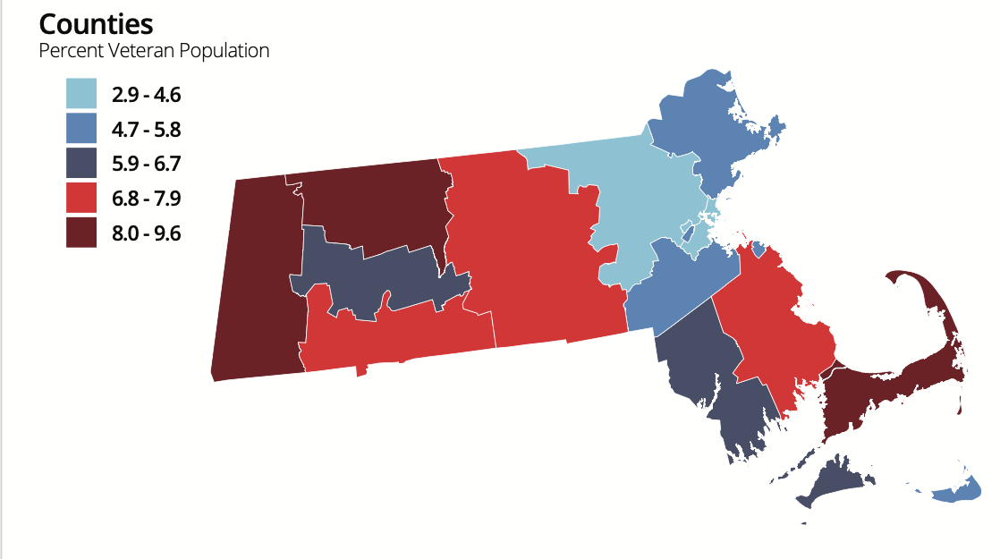 Counties
Percent Veteran Population
2.9 - 4.6
4.7 - 5.8
5.9 - 6.7
6.8 - 7.9
8.0 - 9.6